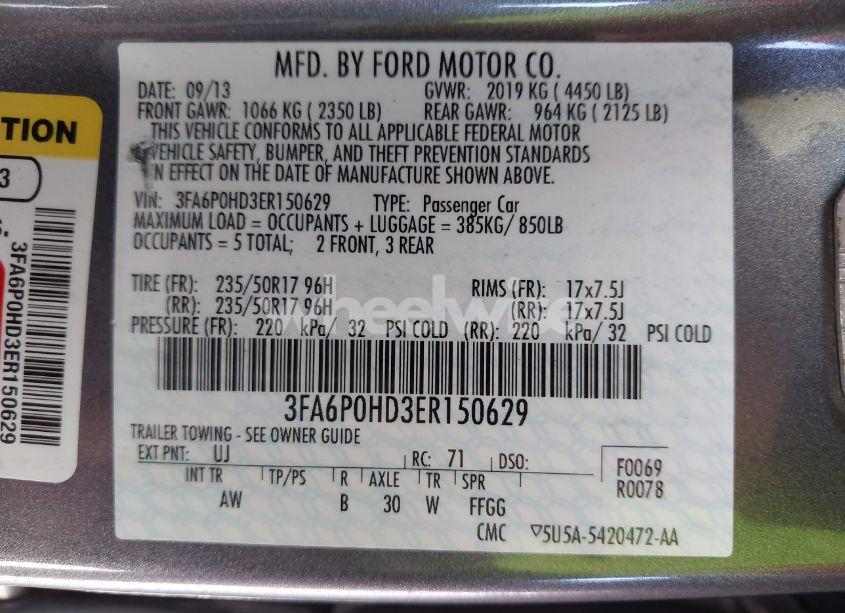 MFD. BY FORD MOTOR CO.
DATE: 09/13 GVWR: 2019 KG ( 4450 LB)
FRONT GAWR: 1066 KG ( 2350 LB) REAR GAWR: 964 KG ( 2125 LB)
THIS VEHICLE CONFORMS TO ALL APPLICABLE FEDERAL MOTOR
VEHICLE SAFETY, BUMPER, AND THEFT PREVENTION STANDARDS
IN EFFECT ON THE DATE OF MANUFACTURE SHOWN ABOVE.
VIN: 3FA6P0HD3ER150629 TYPE: Passenger Car
MAXIMUM LOAD = OCCUPANTS + LUGGAGE = 385KG/ 850LB
OCCUPANTS = 5 TOTAL; 2 FRONT, 3 REAR
TIRE (FR): 235/50R17 96H RIMS (FR): 17x7.5J
(RR): 235/50R17 96H (RR): 17x7.5J
PRESSURE (FR): 220 kPa/ 32 PSI COLD (RR): 220 kPa/ 32 PSI COLD
3FA6P0HD3ER150629
TRAILER TOWING - SEE OWNER GUIDE
EXT PNT: UJ RC: 71 DSO:
INT TR TP/PS R AXLE TR SPR
AW B 30 W FFGG
F0069
R0078
CMC ▽5U5A-5420472-AA
TION
3
3FA6P0HD3ER150629
wheelwise